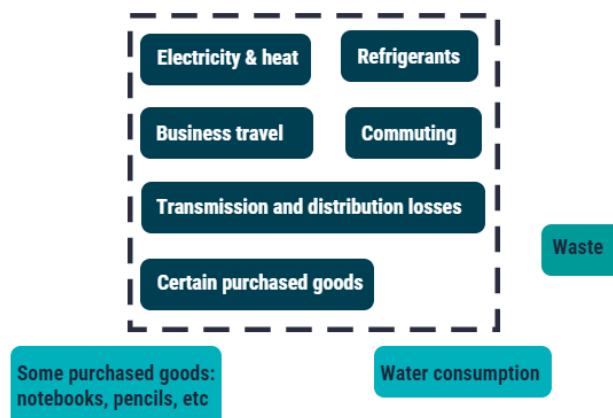 Electricity & heat
Refrigerants
Business travel
Commuting
Transmission and distribution losses
Waste
Certain purchased goods
Some purchased goods:
notebooks, pencils, etc
Water consumption